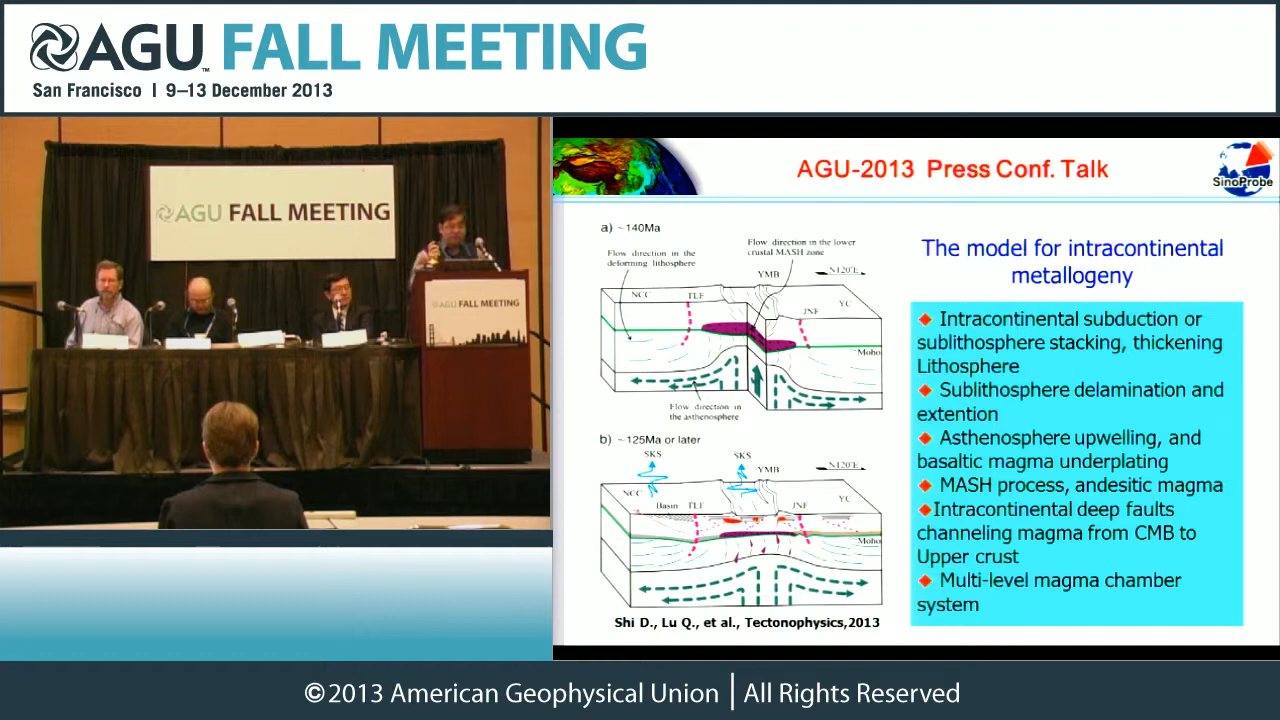 AGU FALL MEETING
TM
San Francisco | 9–13 December 2013
AGU FALL MEETING
AGU FALL MEETING
AGU-2013 Press Conf. Talk
SinoProbe
a) ~140Ma
Flow direction in the
deforming lithosphere
Flow direction in the lower
crustal MASH zone
YMB
N120°E
NCC
TLF
YC
JNF
Moho
Flow direction in
the asthenosphere
b) ~125Ma or later
SKS
SKS
YMB
N120°E
NCC
Basin
TLF
JNF
YC
Moho
Shi D., Lu Q., et al., Tectonophysics,2013
The model for intracontinental
metallogeny
Intracontinental subduction or
sublithosphere stacking, thickening
Lithosphere
Sublithosphere delamination and
extention
Asthenosphere upwelling, and
basaltic magma underplating
MASH process, andesitic magma
Intracontinental deep faults
channeling magma from CMB to
Upper crust
Multi-level magma chamber
system
©2013 American Geophysical Union | All Rights Reserved